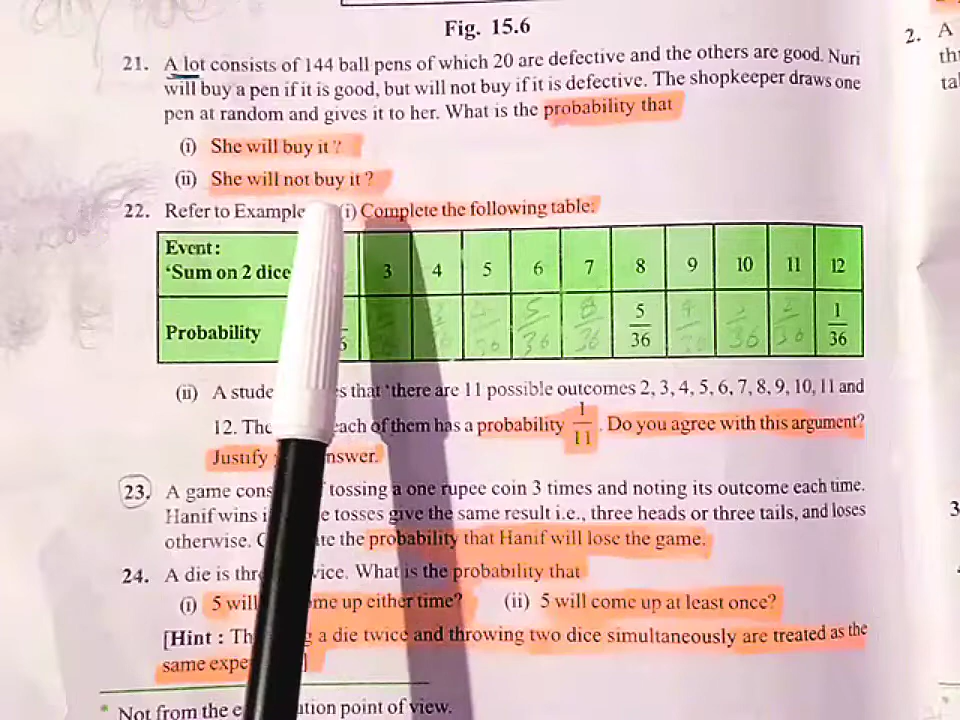 Fig. 15.6
21. A lot consists of 144 ball pens of which 20 are defective and the others are good. Nuri
will buy a pen if it is good, but will not buy if it is defective. The shopkeeper draws one
pen at random and gives it to her. What is the probability that
(i) She will buy it ?
(ii) She will not buy it ?
22. Refer to Example (i) Complete the following table:
Event: 'Sum on 2 dice 3 4 5 6 7 8 9 10 11 12
Probability 5/36 5/36 1/36
(ii) A stude s that 'there are 11 possible outcomes 2, 3, 4, 5, 6, 7, 8, 9, 10, 11 and
12. The each of them has a probability 1/11 . Do you agree with this argument?
Justify nswer.
23. A game cons tossing a one rupee coin 3 times and noting its outcome each time.
Hanif wins i e tosses give the same result i.e., three heads or three tails, and loses
otherwise. te the probability that Hanif will lose the game.
24. A die is thr wice. What is the probability that
(i) 5 will me up either time? (ii) 5 will come up at least once?
[Hint : Th g a die twice and throwing two dice simultaneously are treated as the
same expe ]
* Not from the e ation point of view.
2. A
th
ta
3